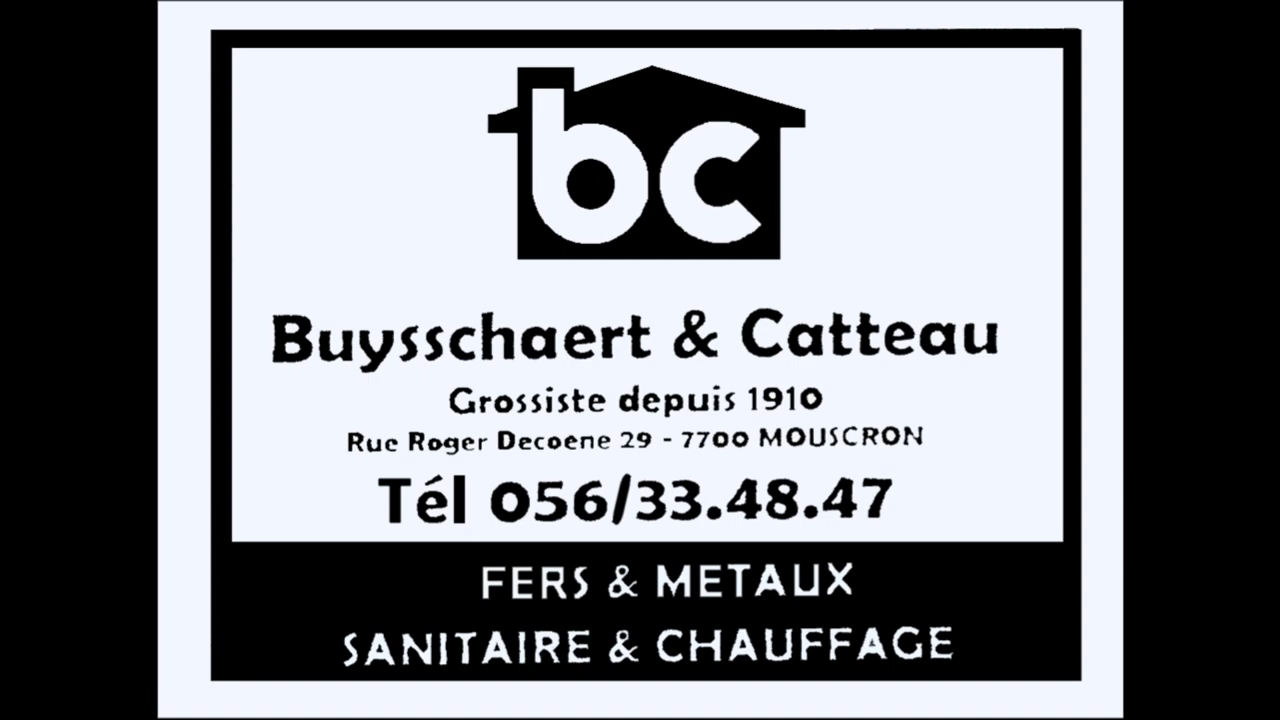 bc
Buysschaert & Catteau
Grossiste depuis 1910
Rue Roger Decoene 29 - 7700 MOUSCRON
Tél 056/33.48.47
FERS & METAUX
SANITAIRE & CHAUFFAGE